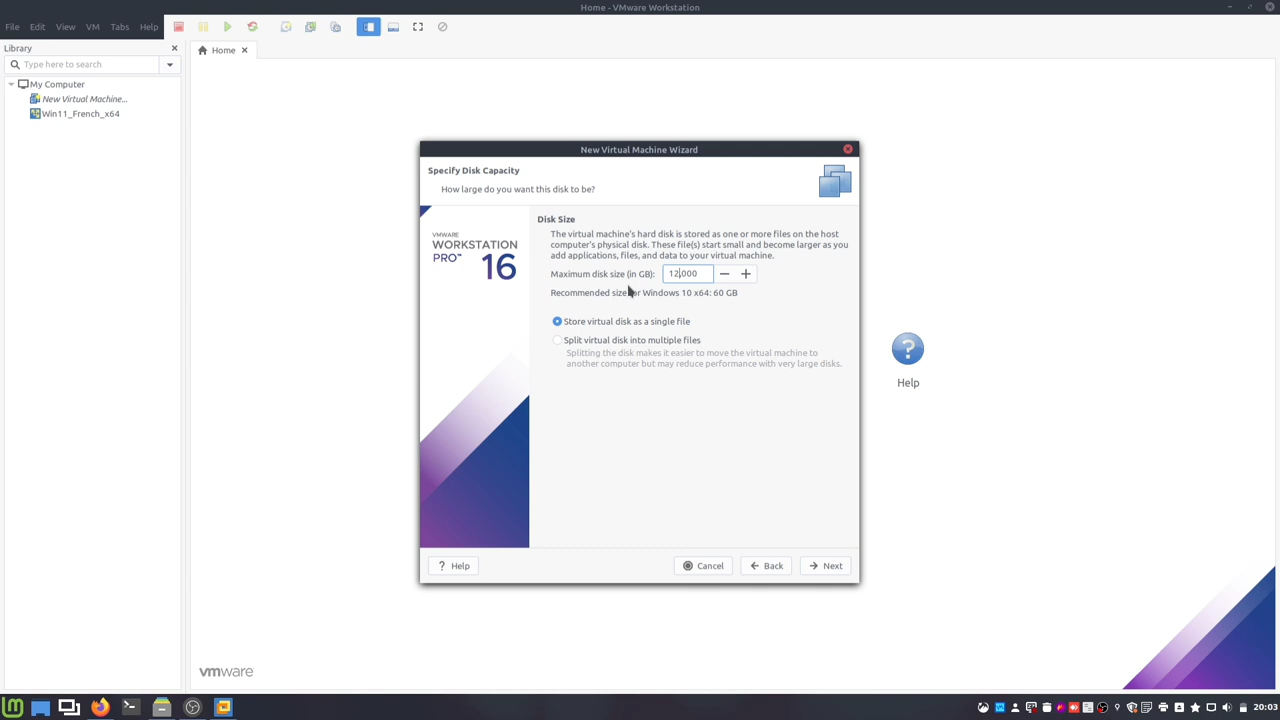 Home - VMware Workstation
File Edit View VM Tabs Help
Library
Home
Type here to search
My Computer
New Virtual Machine...
Win11_French_x64
New Virtual Machine Wizard
Specify Disk Capacity
How large do you want this disk to be?
VMWARE
WORKSTATION
PRO™ 16
Disk Size
The virtual machine's hard disk is stored as one or more files on the host
computer's physical disk. These file(s) start small and become larger as you
add applications, files, and data to your virtual machine.
Maximum disk size (in GB): 12,000
Recommended size for Windows 10 x64: 60 GB
Store virtual disk as a single file
Split virtual disk into multiple files
Splitting the disk makes it easier to move the virtual machine to
another computer but may reduce performance with very large disks.
? Help
Cancel
Back
Next
?
Help
vmware
20:03